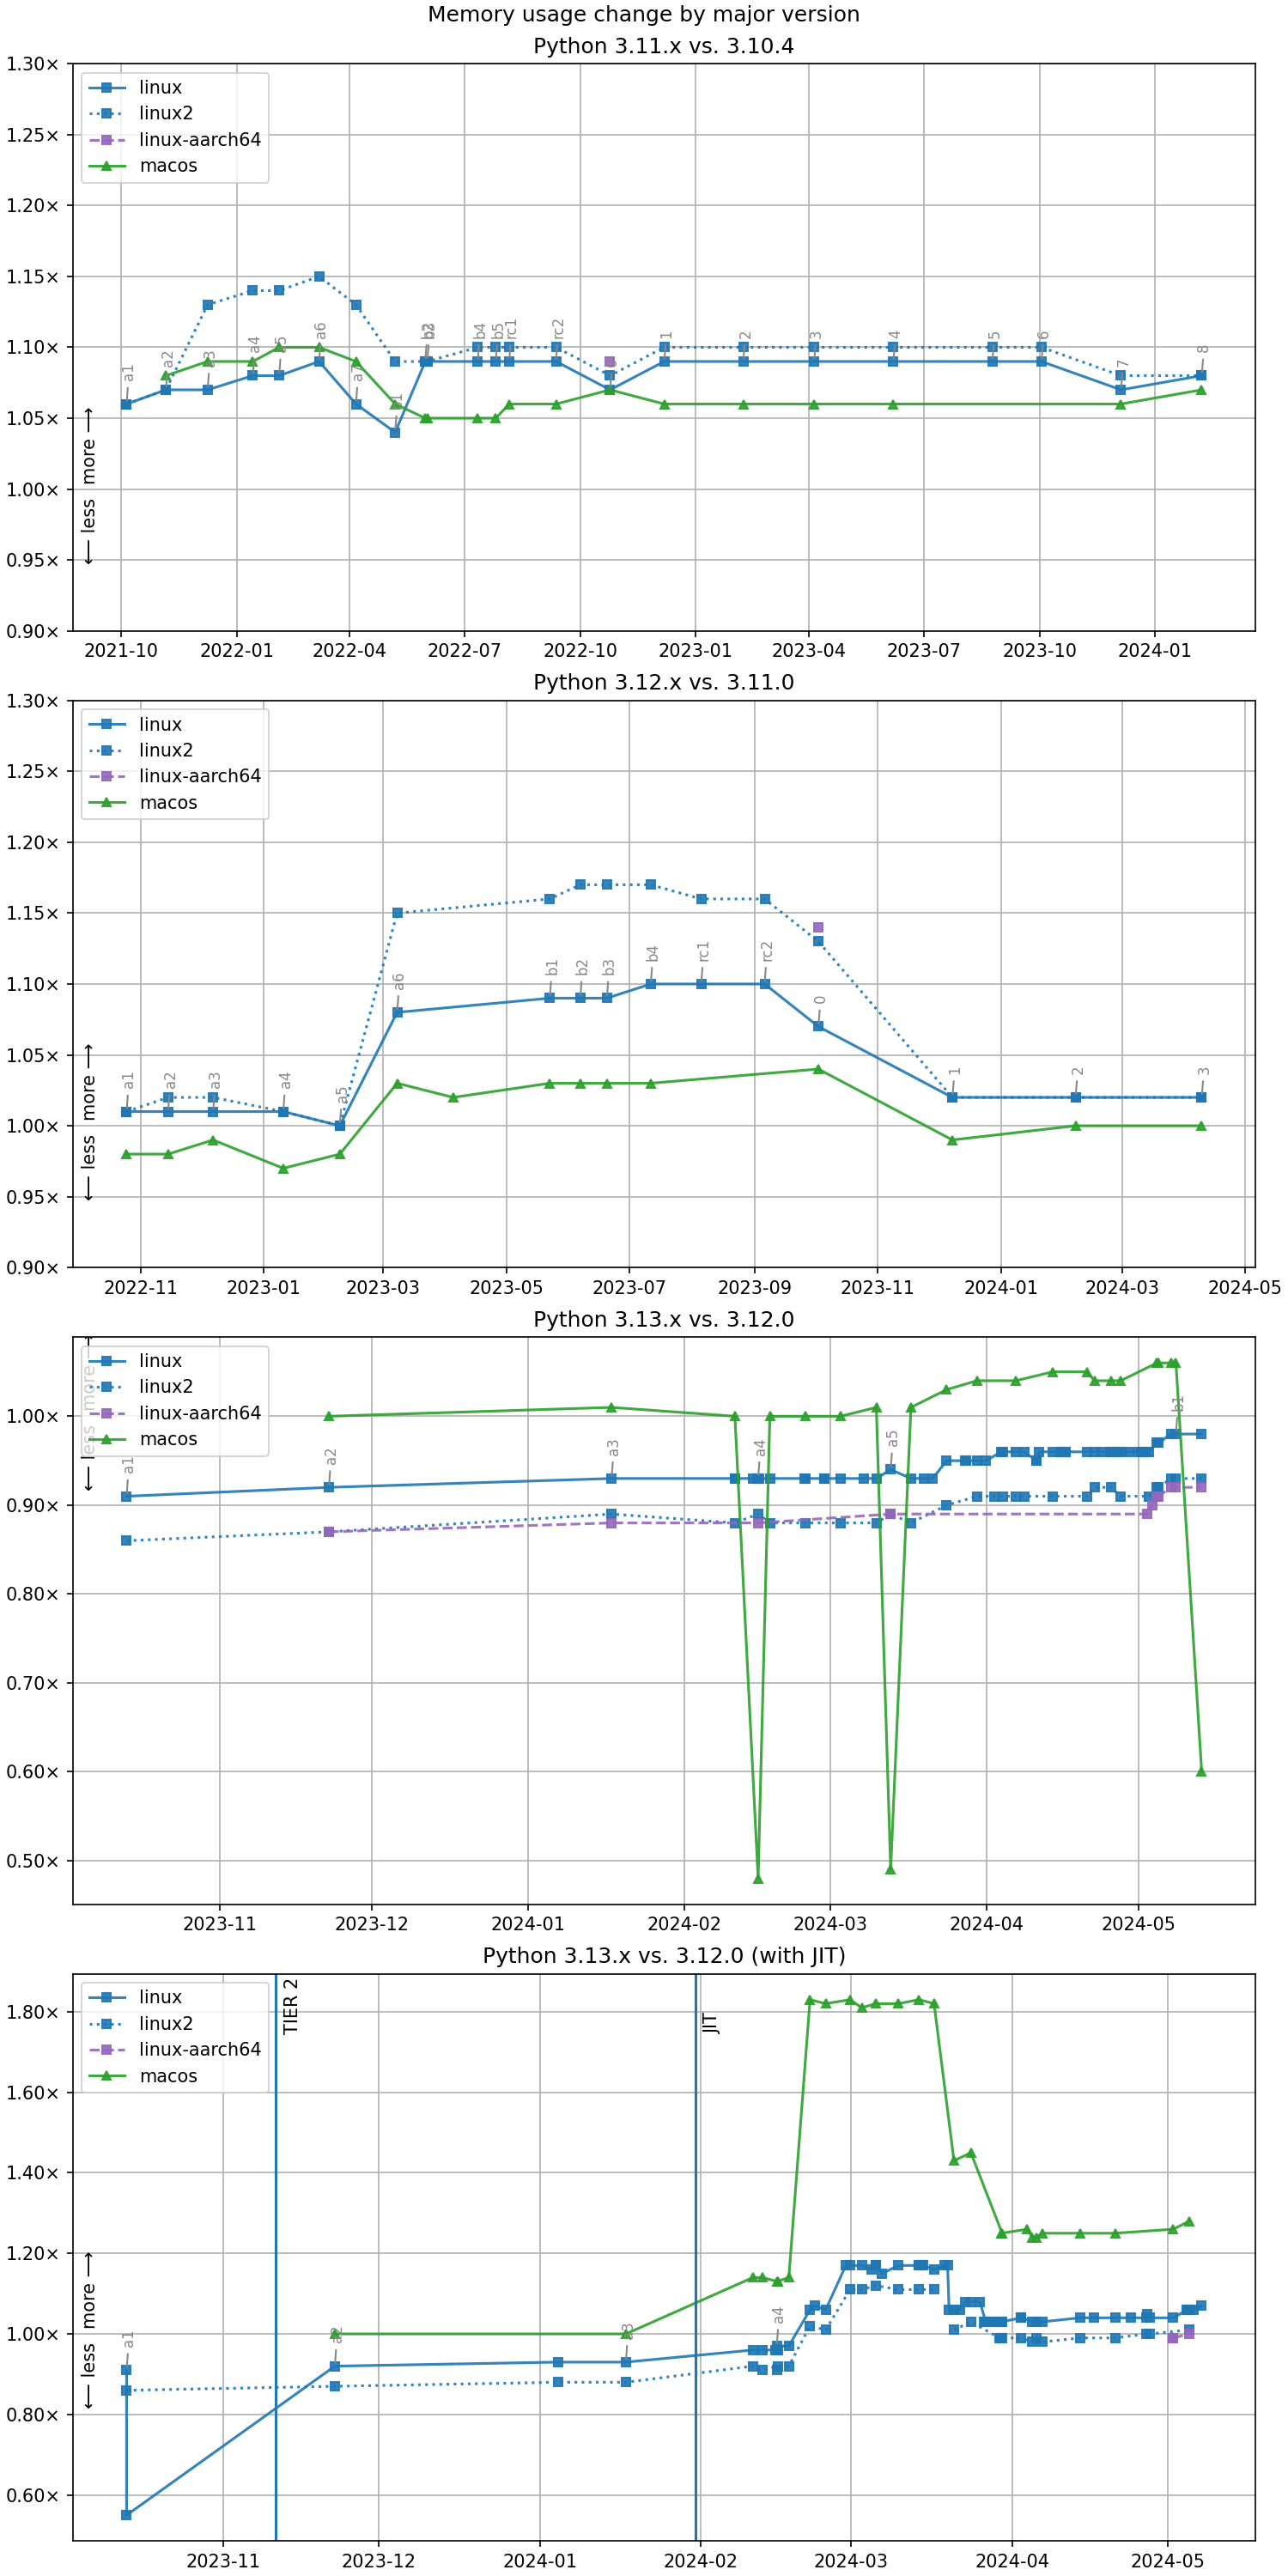 Memory usage change by major version
Python 3.11.x vs. 3.10.4
1.30×
1.25×
1.20×
1.15×
1.10×
1.05×
1.00×
0.95×
0.90×
linux
linux2
linux-aarch64
macos
← less more →
a1
a2
a3
a4
a5
a6
a7
b1
b2
b3
b4
b5
rc1
rc2
1
2
3
4
5
6
7
8
2021-10 2022-01 2022-04 2022-07 2022-10 2023-01 2023-04 2023-07 2023-10 2024-01
Python 3.12.x vs. 3.11.0
1.30×
1.25×
1.20×
1.15×
1.10×
1.05×
1.00×
0.95×
0.90×
linux
linux2
linux-aarch64
macos
← less more →
a1
a2
a3
a4
a5
a6
b1
b2
b3
b4
rc1
rc2
0
1
2
3
2022-11 2023-01 2023-03 2023-05 2023-07 2023-09 2023-11 2024-01 2024-03 2024-05
Python 3.13.x vs. 3.12.0
1.00×
0.90×
0.80×
0.70×
0.60×
0.50×
linux
linux2
linux-aarch64
macos
← less more →
a1
a2
a3
a4
a5
b1
2023-11 2023-12 2024-01 2024-02 2024-03 2024-04 2024-05
Python 3.13.x vs. 3.12.0 (with JIT)
1.80×
1.60×
1.40×
1.20×
1.00×
0.80×
0.60×
linux
linux2
linux-aarch64
macos
TIER 2
JIT
← less more →
a1
a2
a3
a4
2023-11 2023-12 2024-01 2024-02 2024-03 2024-04 2024-05